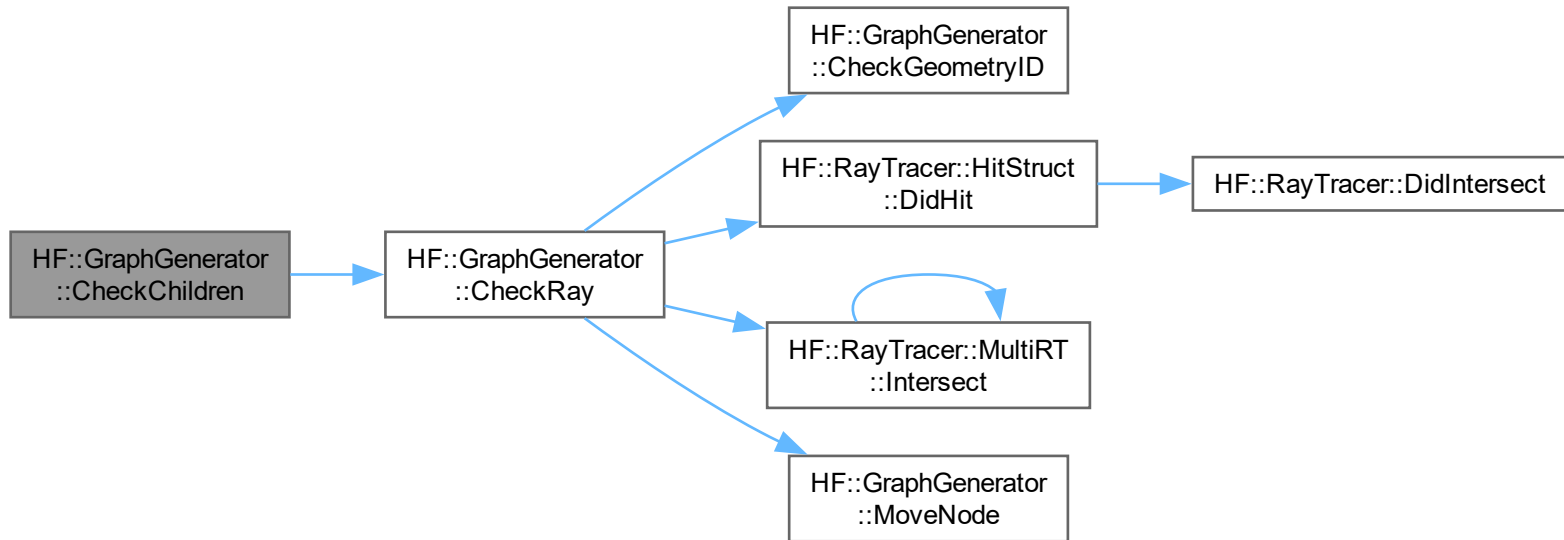 HF::GraphGenerator
::CheckChildren
HF::GraphGenerator
::CheckRay
HF::GraphGenerator
::CheckGeometryID
HF::RayTracer::HitStruct
::DidHit
HF::RayTracer::DidIntersect
HF::RayTracer::MultiRT
::Intersect
HF::GraphGenerator
::MoveNode